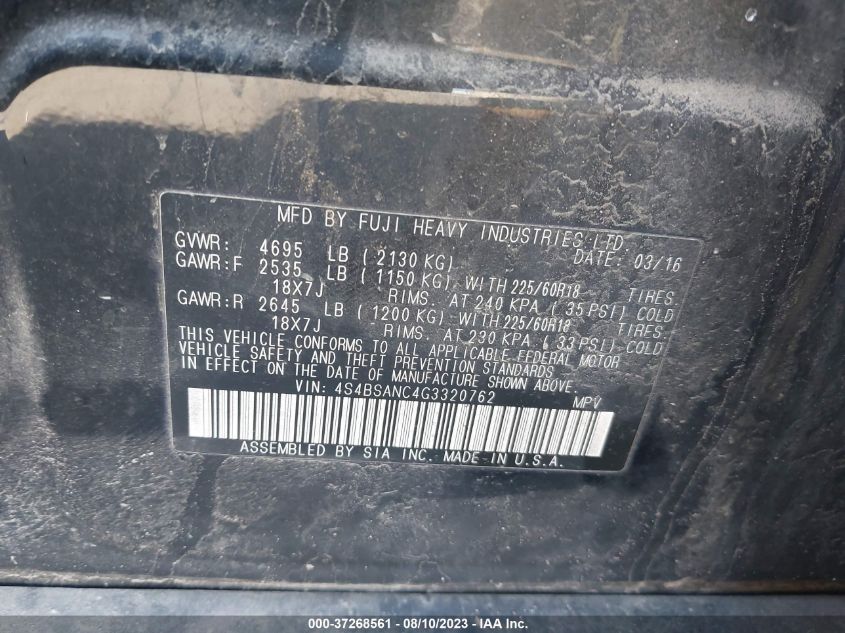 MFD BY FUJI HEAVY INDUSTRIES LTD.
GVWR: 4695 LB (2130 KG) DATE: 03/16
GAWR:F 2535 LB (1150 KG) WITH 225/60R18 TIRES
18X7J RIMS. AT 240 KPA (35PSI) COLD
GAWR:R 2645 LB (1200 KG) WITH 225/60R18 TIRES
18X7J RIMS. AT 230 KPA (33PSI) COLD
THIS VEHICLE CONFORMS TO ALL APPLICABLE FEDERAL MOTOR
VEHICLE SAFETY AND THEFT PREVENTION STANDARDS
IN EFFECT ON THE DATE OF MANUFACTURE SHOWN ABOVE.
VIN: 4S4BSANC4G3320762 MPV
ASSEMBLED BY SIA INC. MADE IN U.S.A.
000-37268561 - 08/10/2023 - IAA Inc.